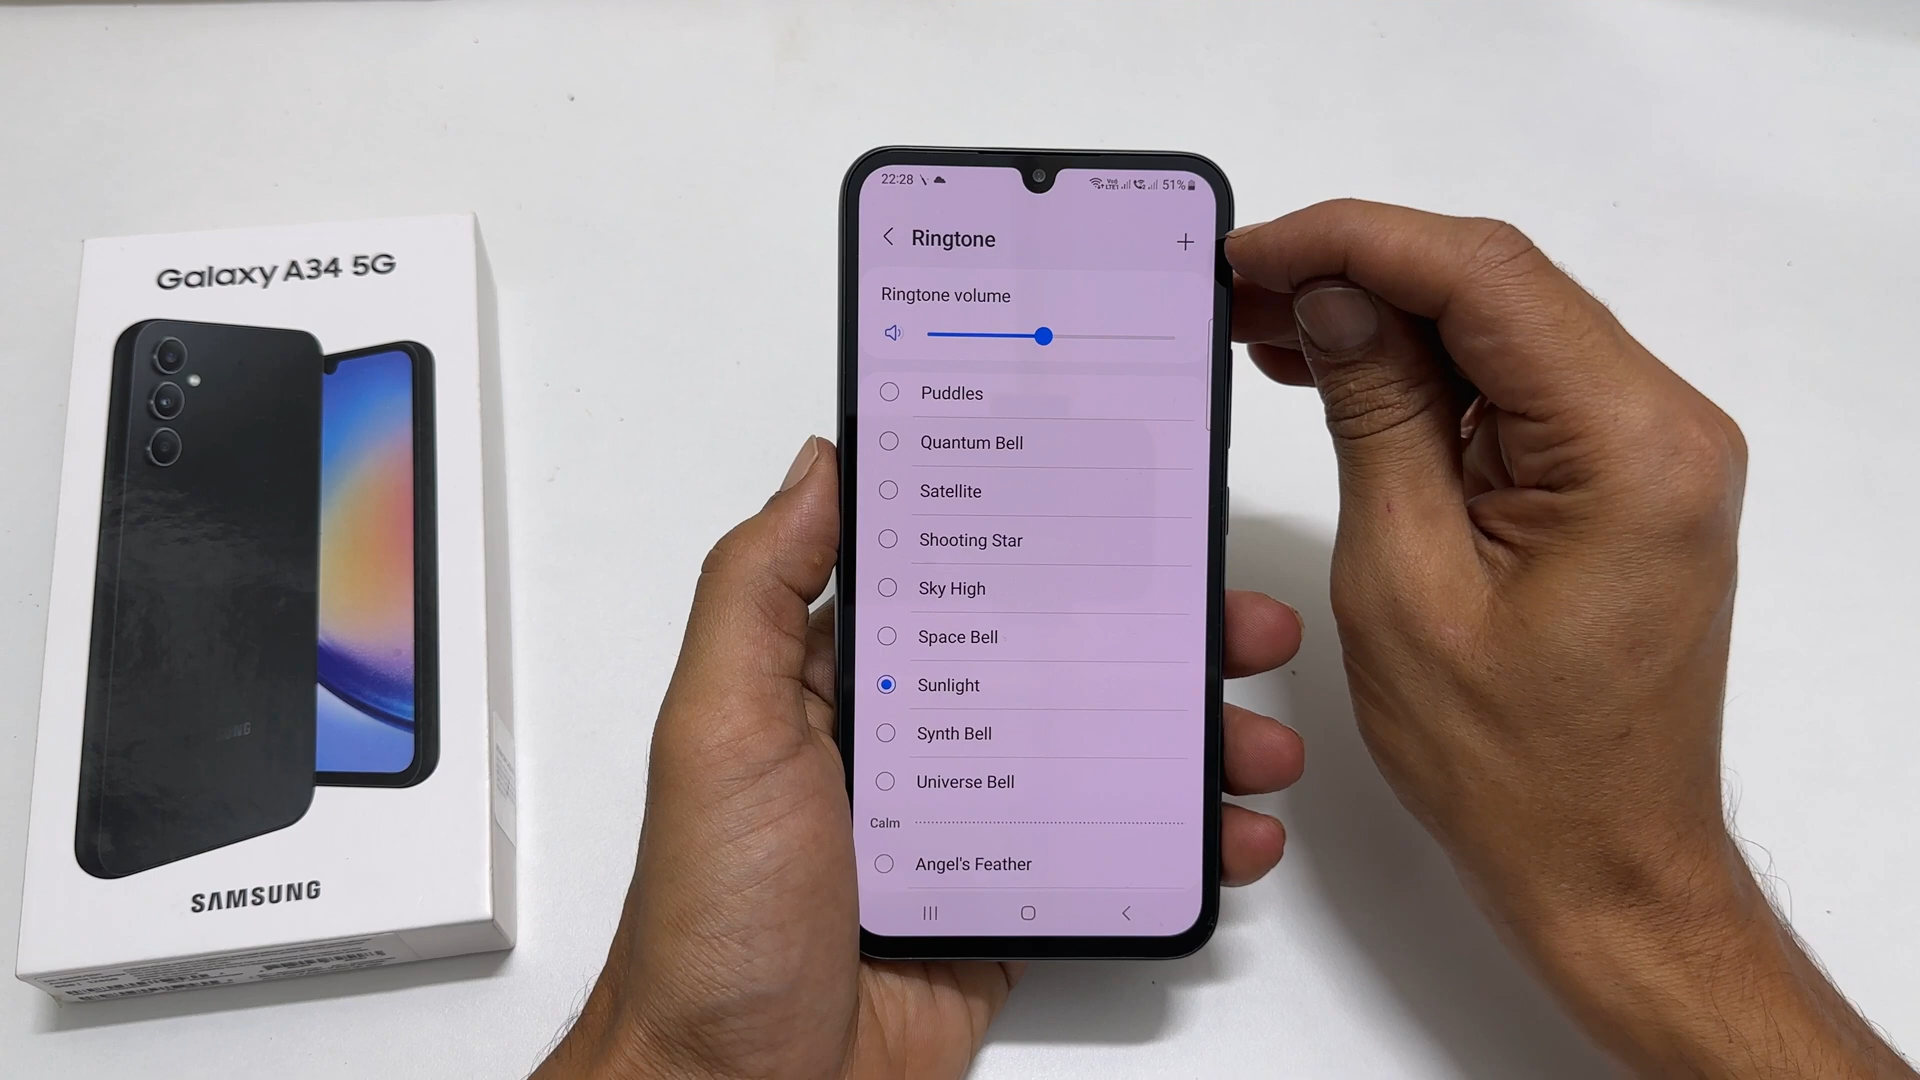 Galaxy A34 5G
SAMSUNG
22:28
51%
Ringtone
Ringtone volume
Puddles
Quantum Bell
Satellite
Shooting Star
Sky High
Space Bell
Sunlight
Synth Bell
Universe Bell
Calm
Angel's Feather